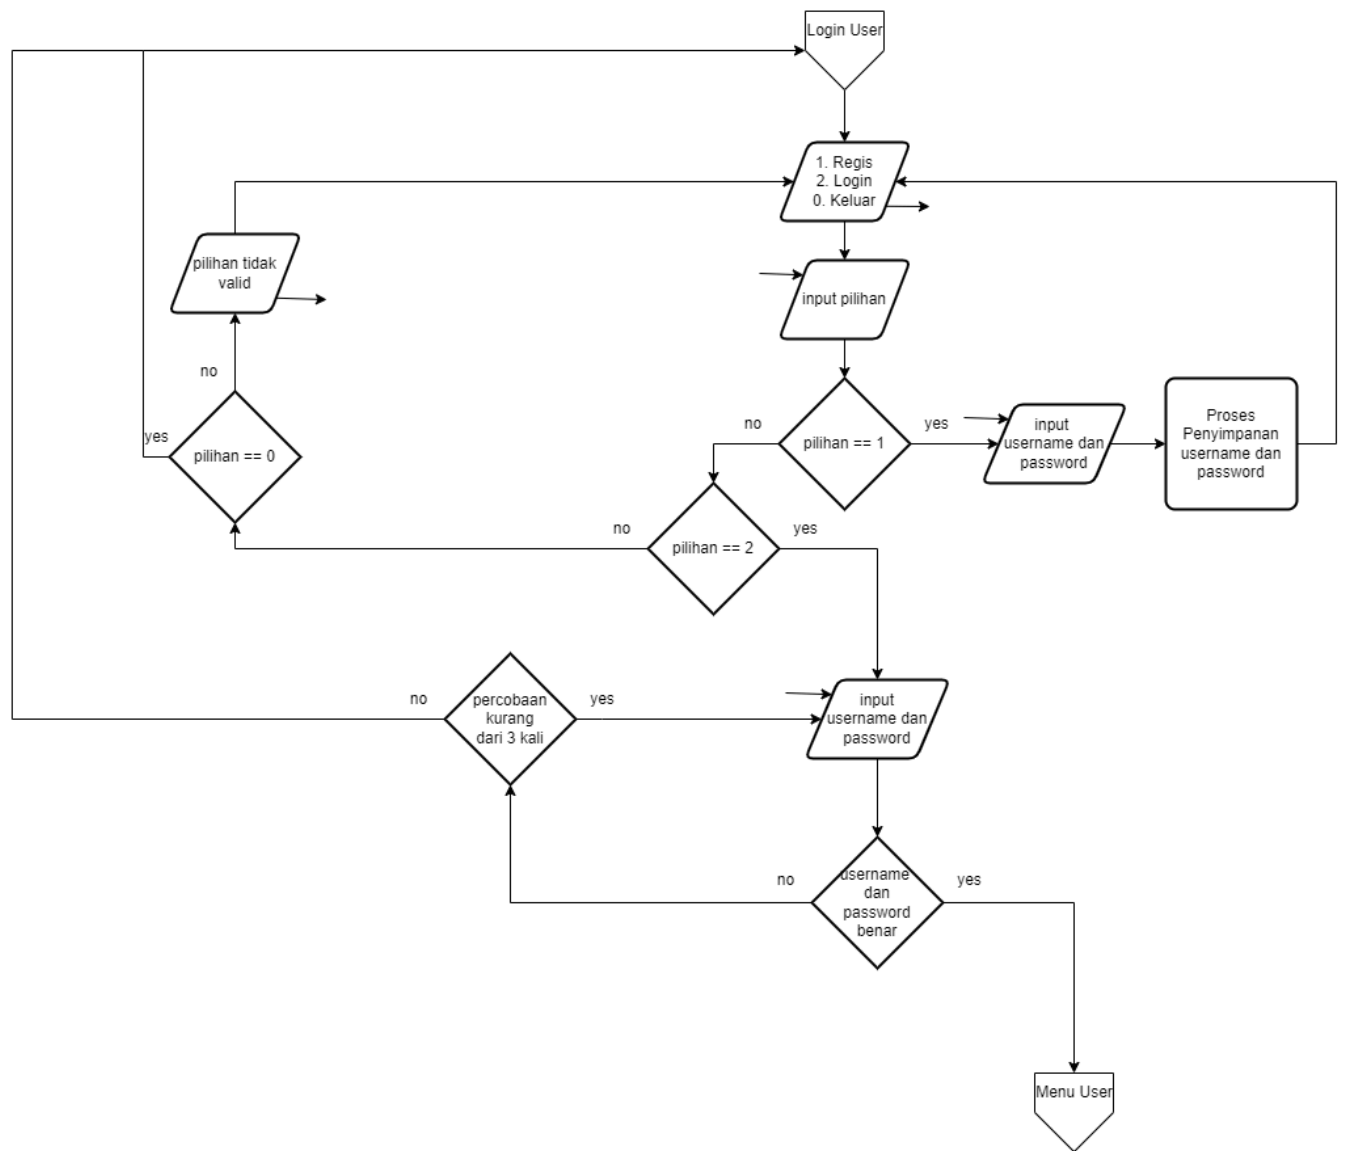 Login User
1. Regis
2. Login
0. Keluar
pilihan tidak
valid
input pilihan
no
yes
pilihan == 0
no
yes
pilihan == 1
input
username dan
password
Proses
Penyimpanan
username dan
password
no
yes
pilihan == 2
no
percobaan
kurang
dari 3 kali
yes
input
username dan
password
no
username
dan
password
benar
yes
Menu User